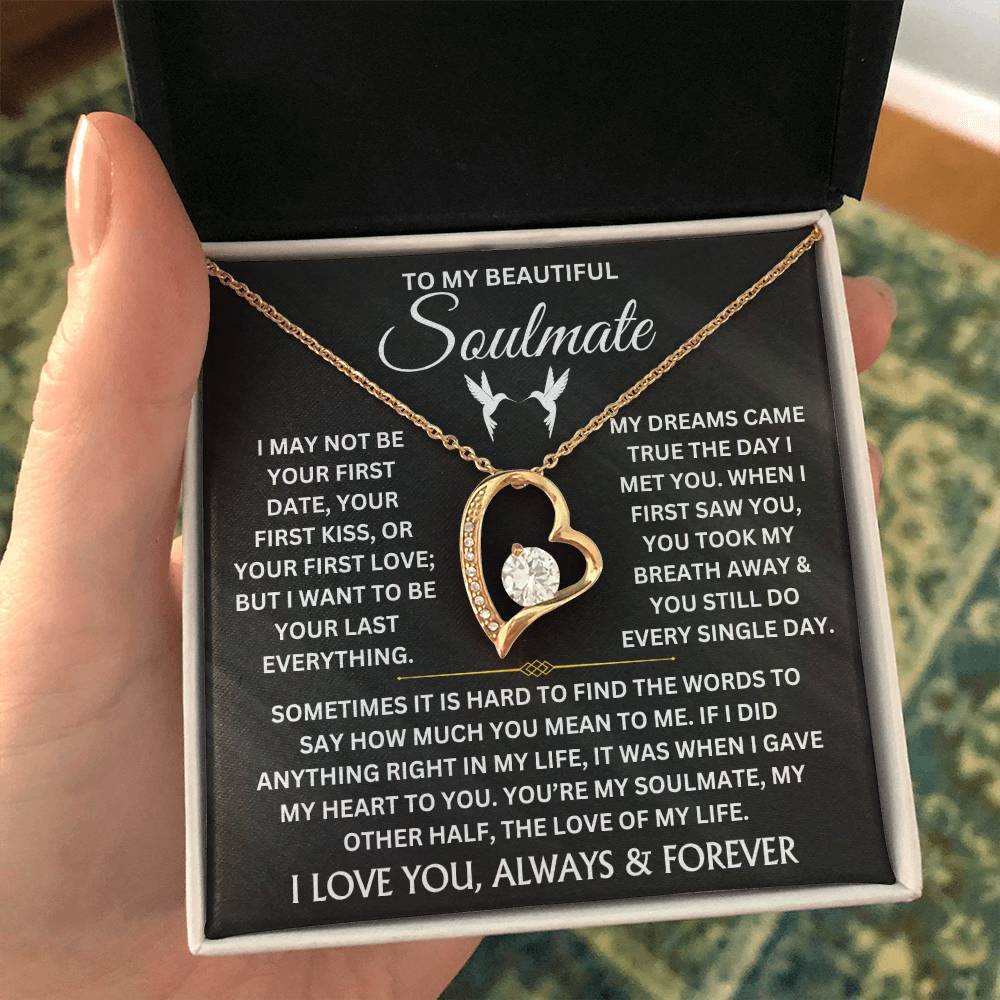 TO MY BEAUTIFUL
Soulmate
I MAY NOT BE
YOUR FIRST
DATE, YOUR
FIRST KISS, OR
YOUR FIRST LOVE;
BUT I WANT TO BE
YOUR LAST
EVERYTHING.
MY DREAMS CAME
TRUE THE DAY I
MET YOU. WHEN I
FIRST SAW YOU,
YOU TOOK MY
BREATH AWAY &
YOU STILL DO
EVERY SINGLE DAY.
SOMETIMES IT IS HARD TO FIND THE WORDS TO
SAY HOW MUCH YOU MEAN TO ME. IF I DID
ANYTHING RIGHT IN MY LIFE, IT WAS WHEN I GAVE
MY HEART TO YOU. YOU’RE MY SOULMATE, MY
OTHER HALF, THE LOVE OF MY LIFE.
I LOVE YOU, ALWAYS & FOREVER